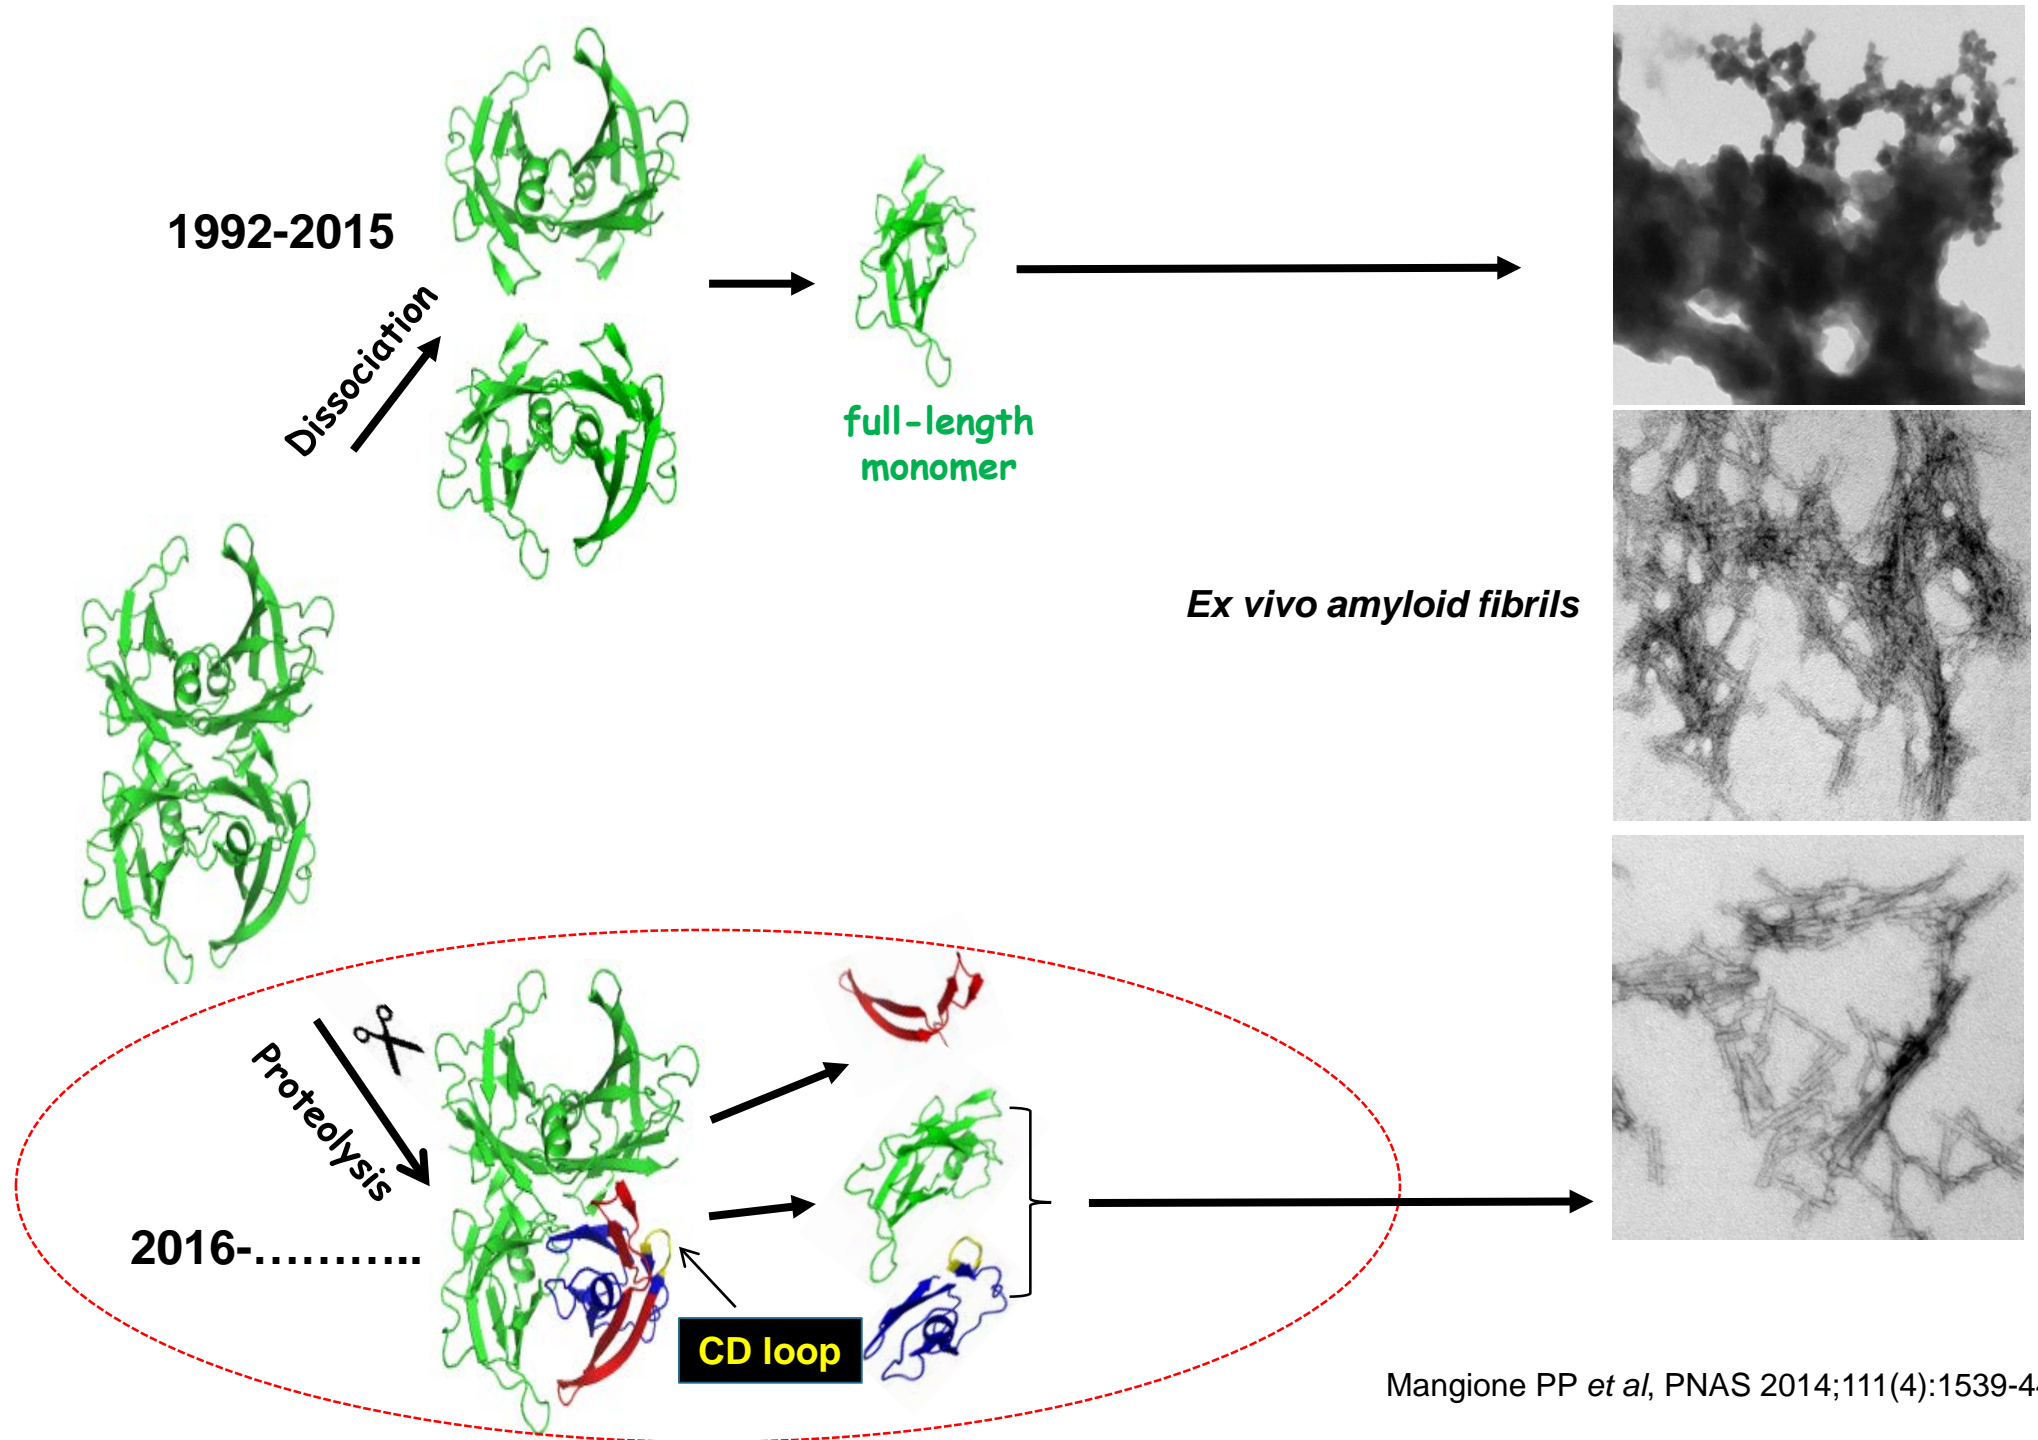 1992-2015
Dissociation
full-length
monomer
Ex vivo amyloid fibrils
Proteolysis
2016-………..
CD loop
Mangione PP et al, PNAS 2014;111(4):1539-44